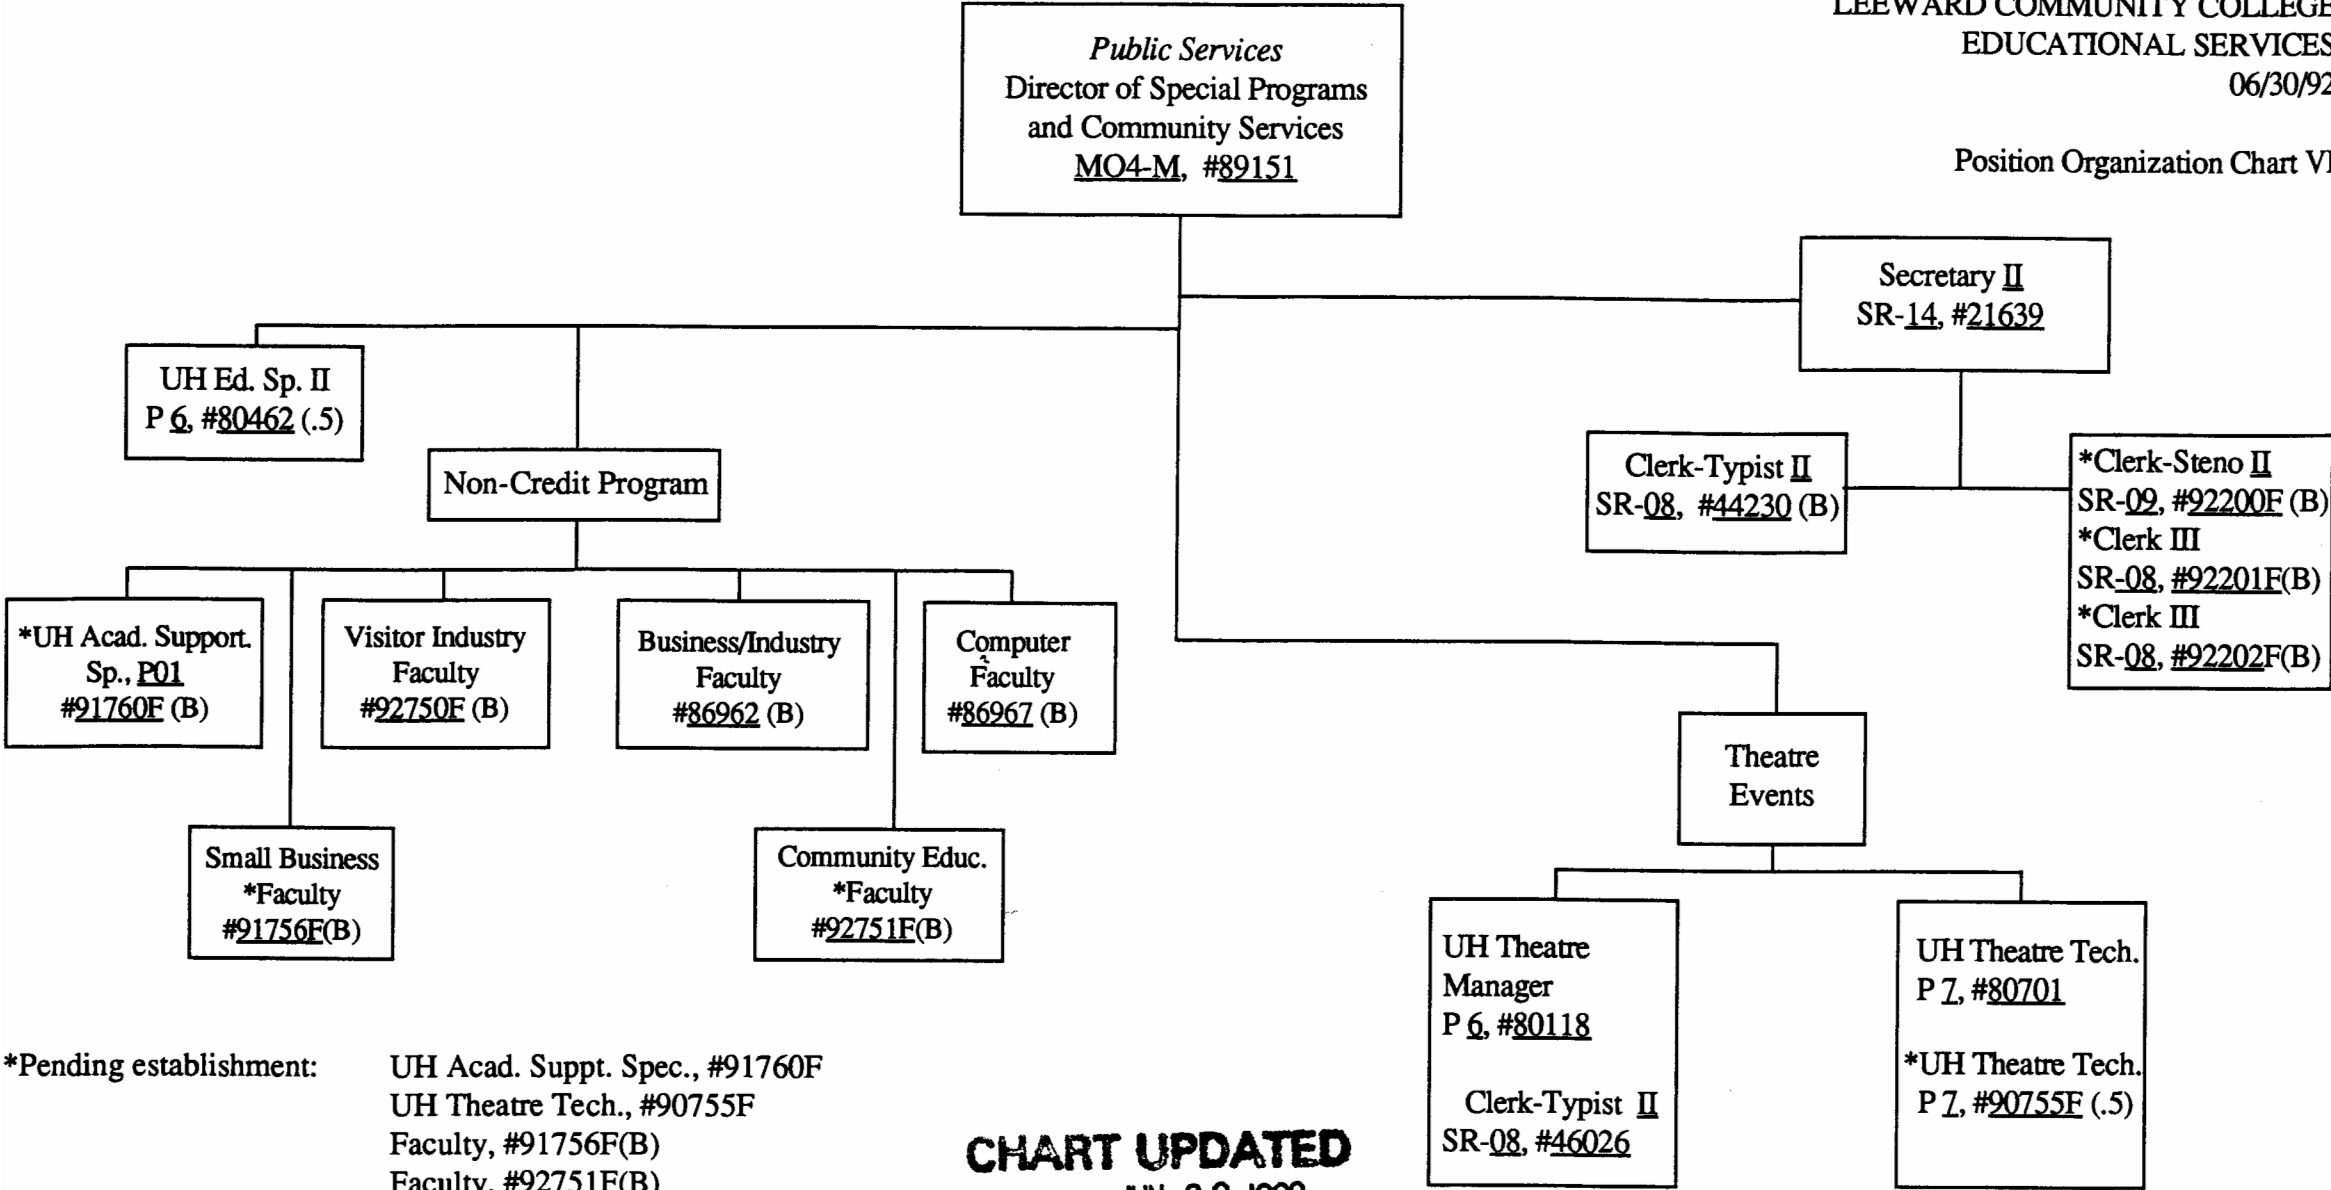 LEEWARD COMMUNITY COLLEGE
EDUCATIONAL SERVICES
06/30/92
Position Organization Chart VI
Public Services
Director of Special Programs
and Community Services
MO4-M, #89151
Secretary II
SR-14, #21639
UH Ed. Sp. II
P 6, #80462 (.5)
Non-Credit Program
Clerk-Typist II
SR-08, #44230 (B)
*Clerk-Steno II
SR-09, #92200F (B)
*Clerk III
SR-08, #92201F(B)
*Clerk III
SR-08, #92202F(B)
*UH Acad. Support.
Sp., P01
#91760F (B)
Visitor Industry
Faculty
#92750F (B)
Business/Industry
Faculty
#86962 (B)
Computer
Faculty
#86967 (B)
Theatre
Events
Small Business
*Faculty
#91756F(B)
Community Educ.
*Faculty
#92751F(B)
UH Theatre
Manager
P 6, #80118
Clerk-Typist II
SR-08, #46026
UH Theatre Tech.
P 7, #80701
*UH Theatre Tech.
P 7, #90755F (.5)
*Pending establishment:
UH Acad. Suppt. Spec., #91760F
UH Theatre Tech., #90755F
Faculty, #91756F(B)
Faculty, #92751F(B)
CHART UPDATED